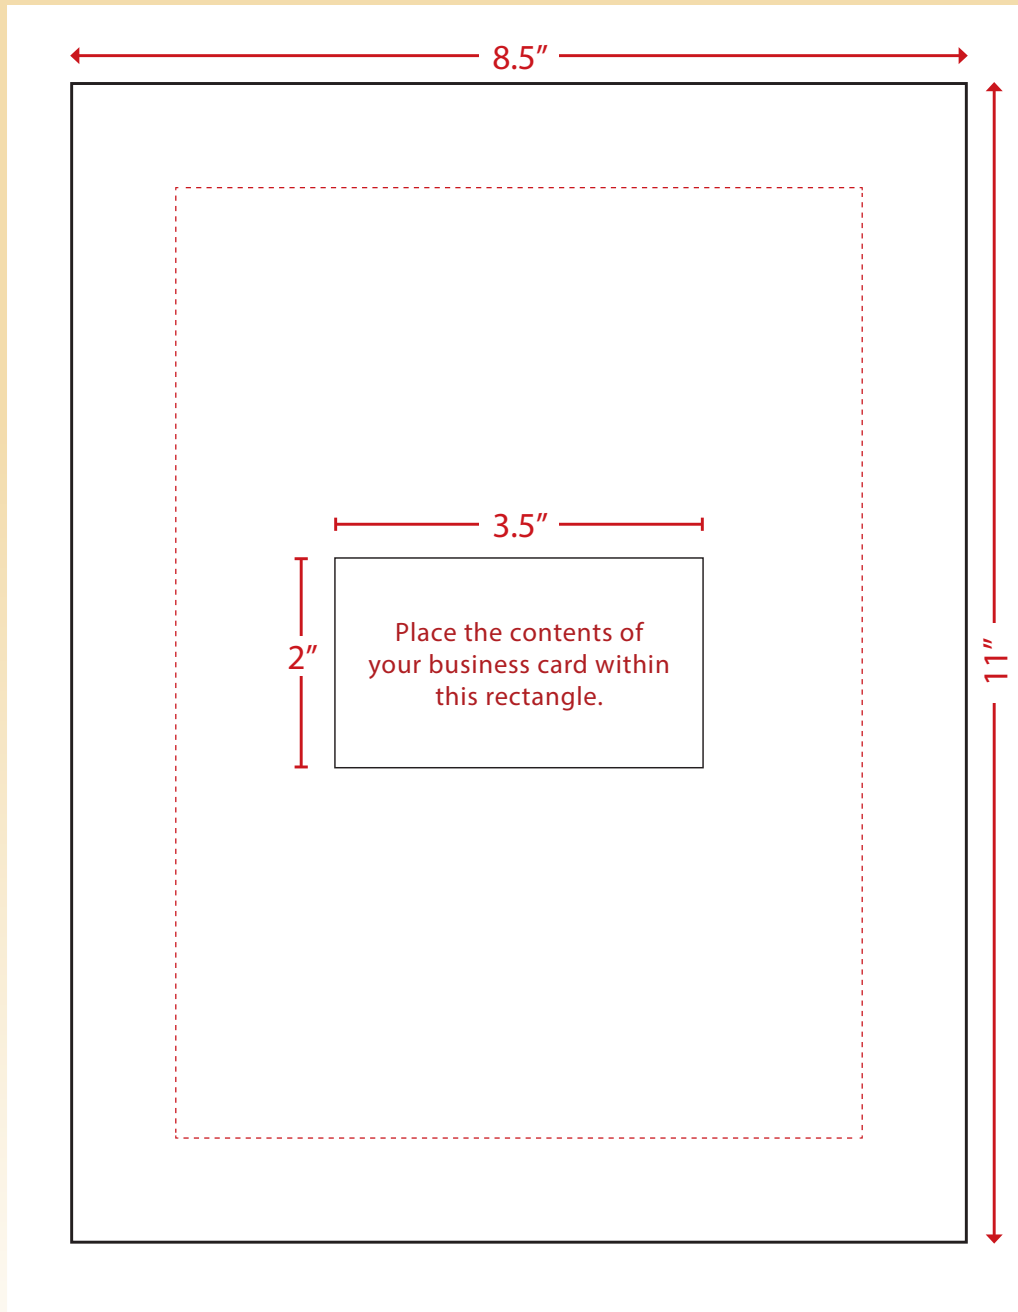 8.5″
3.5″
2″
Place the contents of
your business card within
this rectangle.
11″